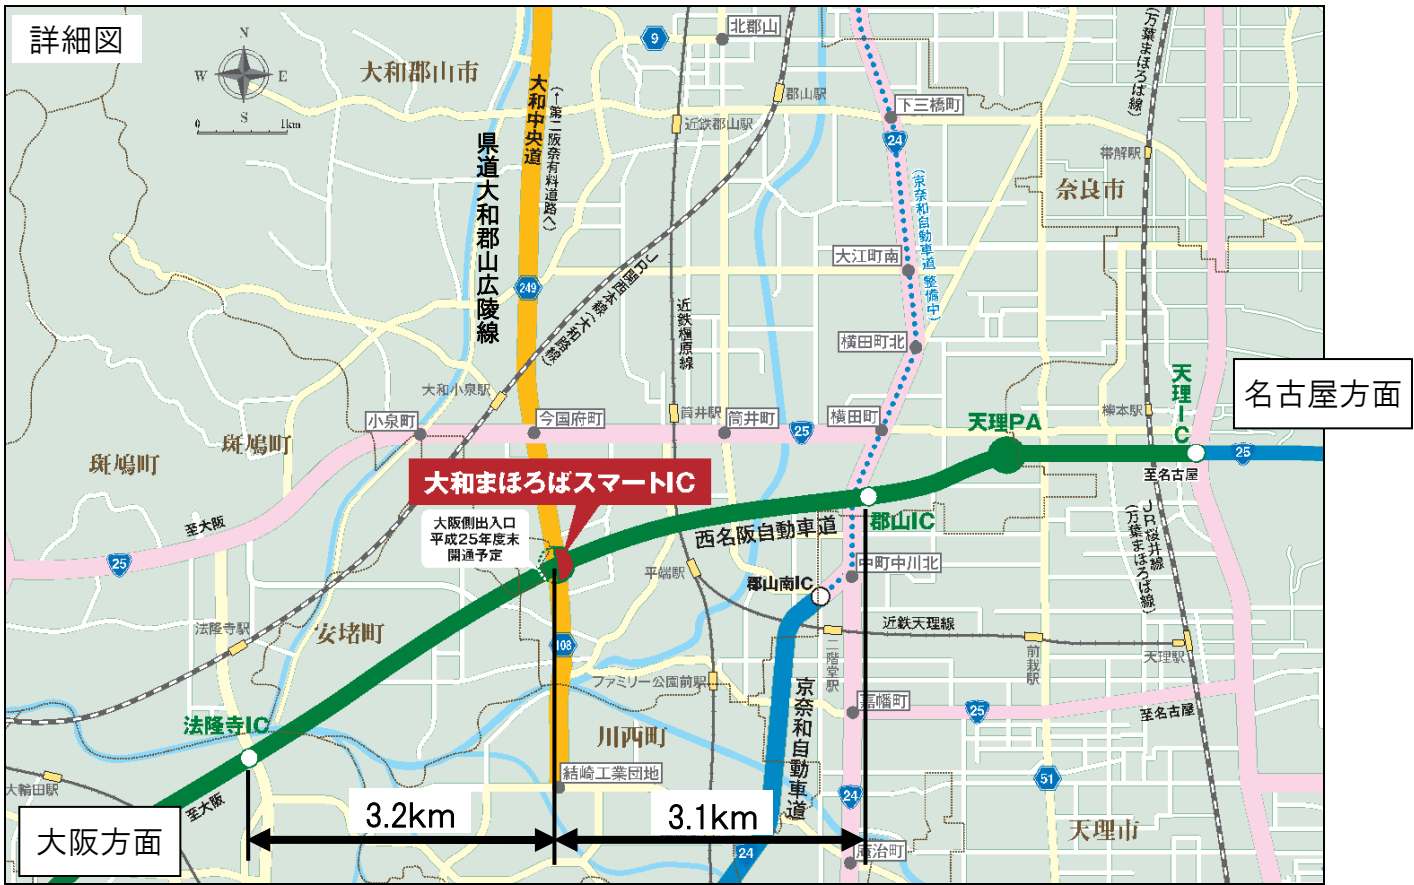 詳細図
N
W
E
S
0
1km
大和郡山市
県道大和郡山広陵線
大和中央道
(←第二阪奈有料道路へ)
9
北郡山
郡山駅
近鉄郡山駅
下三橋町
24
(京奈和自動車道 整備中)
(万葉まほろば線)
帯解駅
奈良市
大江町南
249
JR関西本線(大和路線)
近鉄橿原線
横田町北
大和小泉駅
小泉町
今国府町
筒井駅
筒井町
25
横田町
天理PA
櫟本駅
天理IC
名古屋方面
25
至名古屋
斑鳩町
斑鳩町
至大阪
25
大和まほろばスマートIC
大阪側出入口
平成25年度末
開通予定
西名阪自動車道
郡山IC
JR桜井線
(万葉まほろば線)
平端駅
郡山南IC
中町中川北
近鉄天理線
法隆寺駅
安堵町
108
二階堂駅
前栽駅
天理駅
ファミリー公園前駅
京奈和自動車道
嘉幡町
25
至名古屋
法隆寺IC
川西町
結崎工業団地
51
大輪田駅
至大阪
24
3.2km
3.1km
大阪方面
24
庵治町
天理市